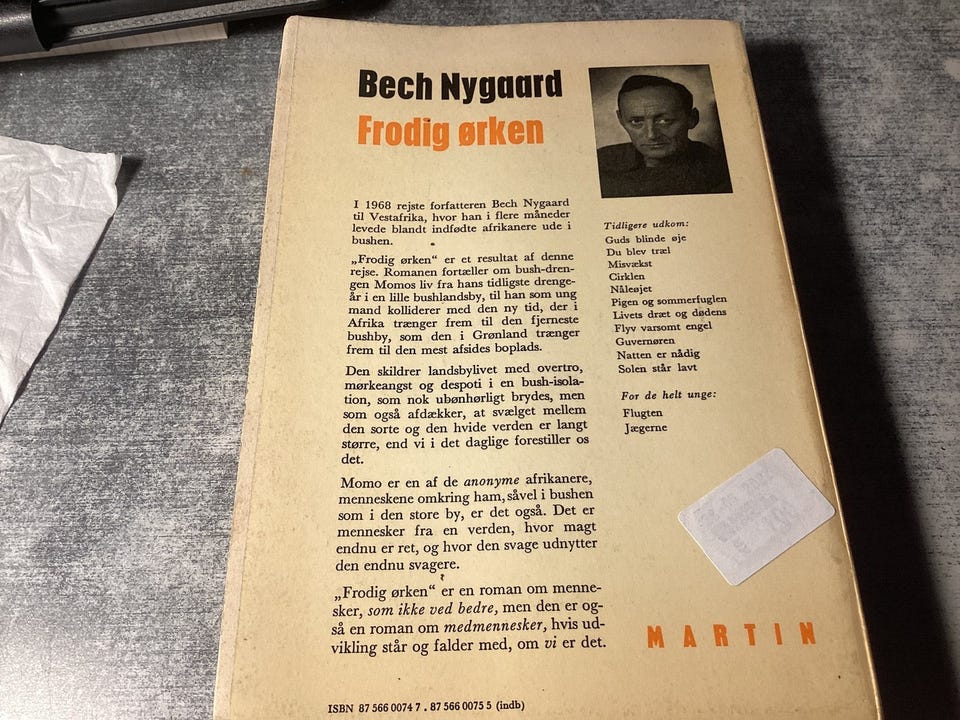 Bech Nygaard
Frodig ørken
I 1968 rejste forfatteren Bech Nygaard
til Vestafrika, hvor han i flere måneder
levede blandt indfødte afrikanere ude i
bushen.
„Frodig ørken“ er et resultat af denne
rejse. Romanen fortæller om bush-dren-
gen Momos liv fra hans tidligste drenge-
år i en lille bushlandsby, til han som ung
mand kolliderer med den ny tid, der i
Afrika trænger frem til den fjerneste
bushby, som den i Grønland trænger
frem til den mest afsides boplads.
Den skildrer landsbylivet med overtro,
mørkeangst og despoti i en bush-isola-
tion, som nok ubønhørligt brydes, men
som også afdækker, at svælget mellem
den sorte og den hvide verden er langt
større, end vi i det daglige forestiller os
det.
Momo er en af de anonyme afrikanere,
menneskene omkring ham, såvel i bushen
som i den store by, er det også. Det er
mennesker fra en verden, hvor magt
endnu er ret, og hvor den svage udnytter
den endnu svagere.
„Frodig ørken“ er en roman om menne-
sker, som ikke ved bedre, men den er og-
så en roman om medmennesker, hvis ud-
vikling står og falder med, om vi er det.
ISBN 87 566 0074 7 . 87 566 0075 5 (indb)
Tidligere udkom:
Guds blinde øje
Du blev træl
Misvækst
Cirklen
Nåleøjet
Pigen og sommerfuglen
Livets dræt og dødens
Flyv varsomt engel
Guvernøren
Natten er nådig
Solen står lavt
For de helt unge:
Flugten
Jægerne
MARTIN